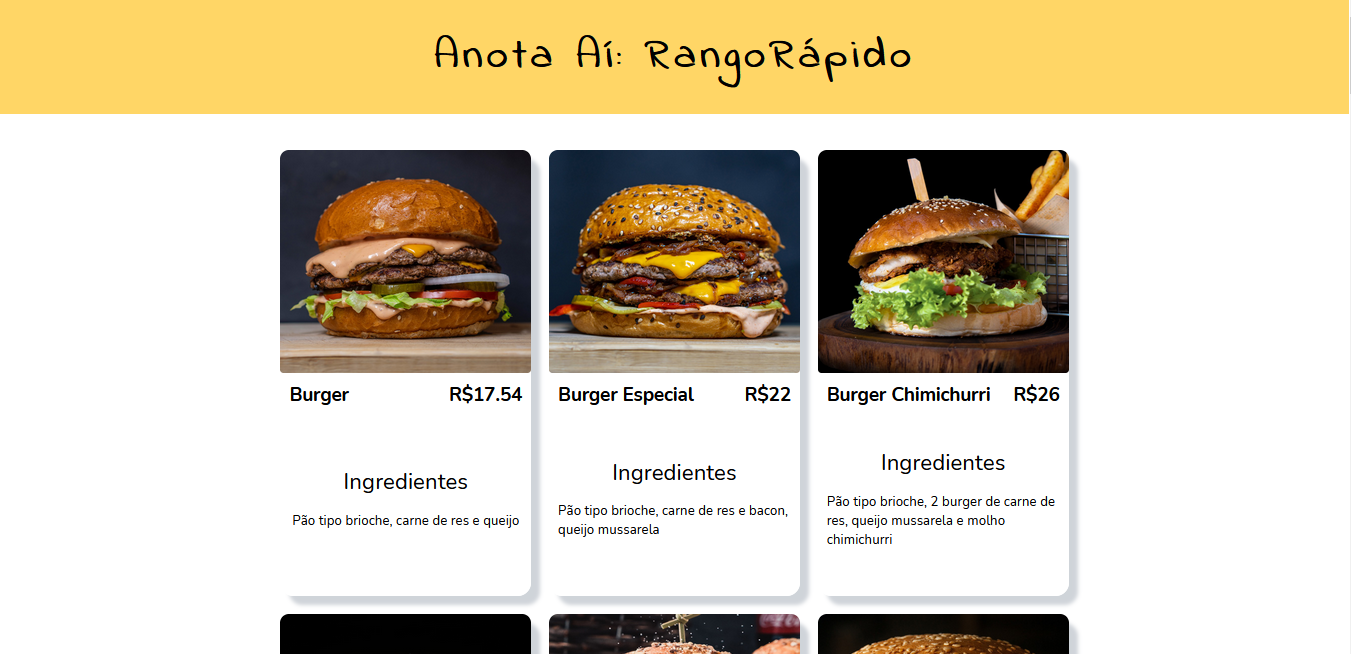 Anota Aí: RangoRápido
Burger R$17.54
Ingredientes
Pão tipo brioche, carne de res e queijo
Burger Especial R$22
Ingredientes
Pão tipo brioche, carne de res e bacon,
queijo mussarela
Burger Chimichurri R$26
Ingredientes
Pão tipo brioche, 2 burger de carne de
res, queijo mussarela e molho
chimichurri